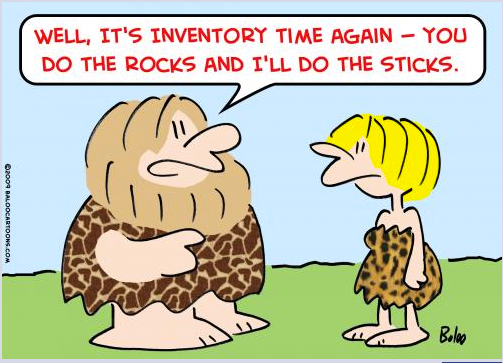 WELL, IT'S INVENTORY TIME AGAIN – YOU
DO THE ROCKS AND I'LL DO THE STICKS.
©2009 BALOOCARTOONS.COM
Baloo